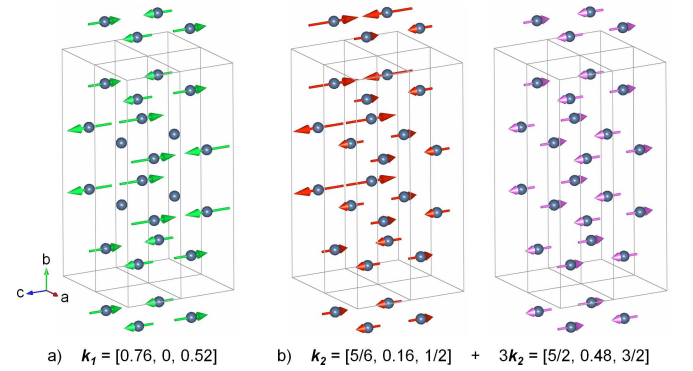 b
c
a
a) k₁ = [0.76, 0, 0.52] b) k₂ = [5/6, 0.16, 1/2] + 3k₂ = [5/2, 0.48, 3/2]